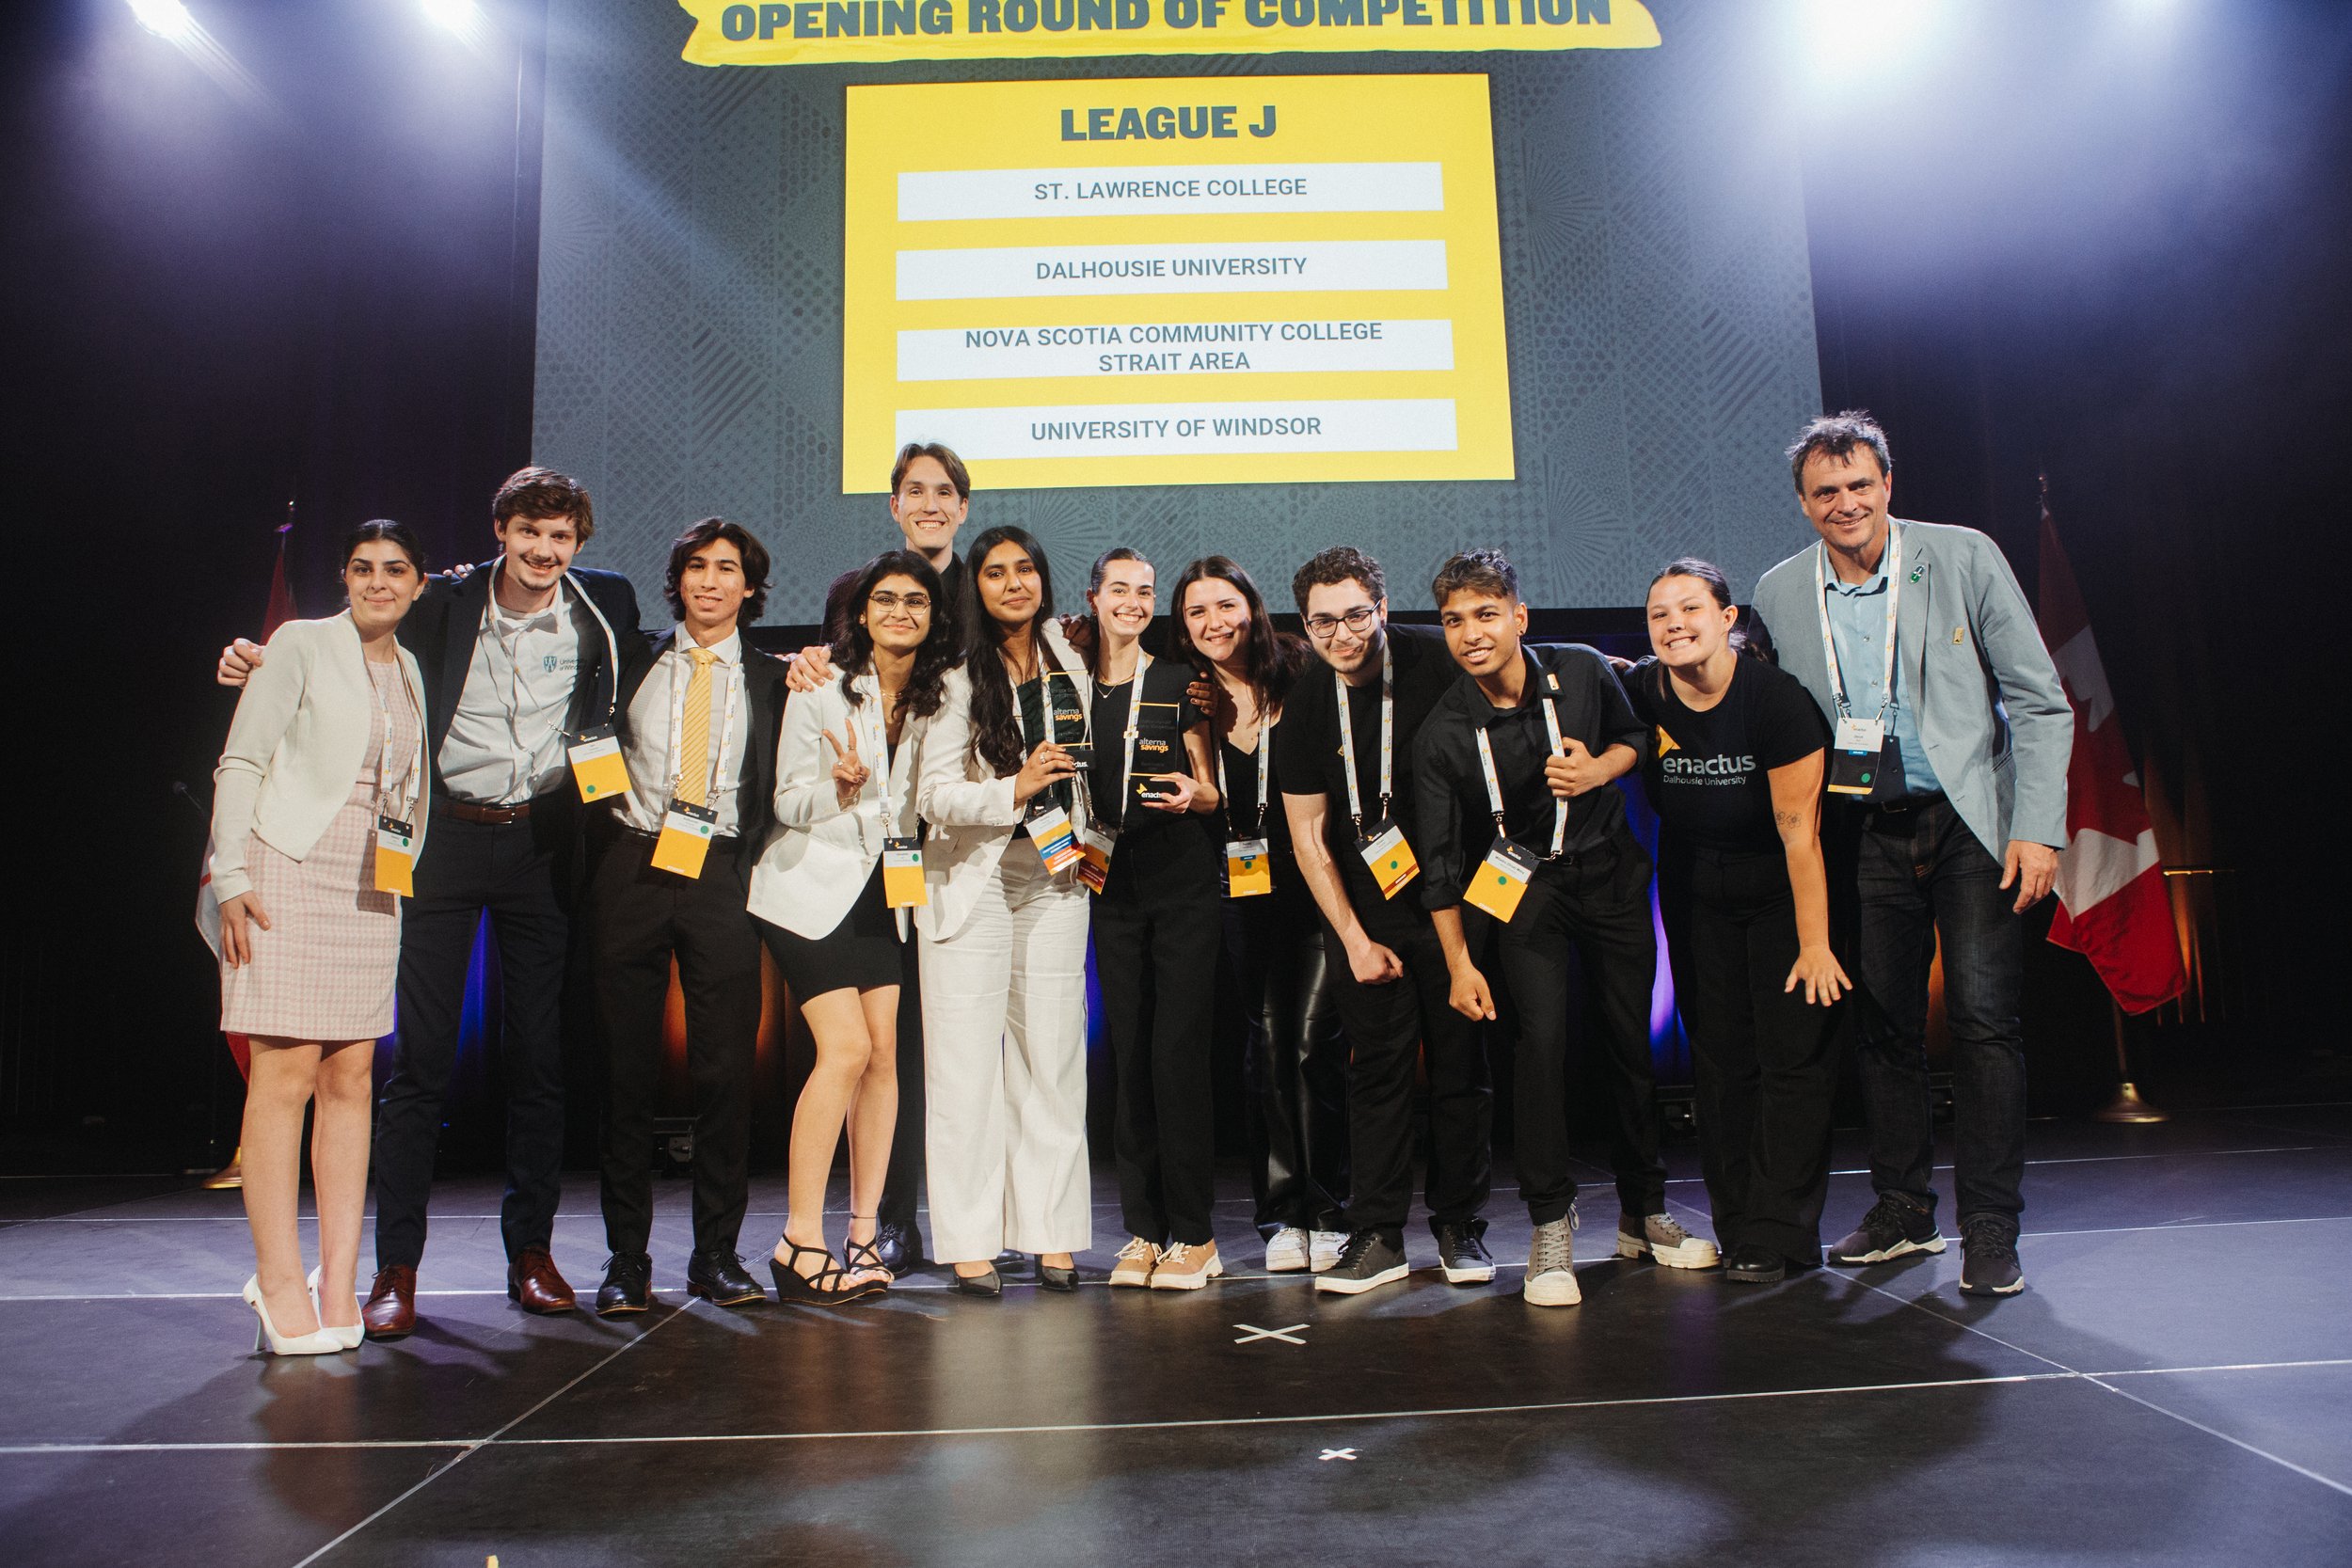 OPENING ROUND OF COMPETITION
LEAGUE J
ST. LAWRENCE COLLEGE
DALHOUSIE UNIVERSITY
NOVA SCOTIA COMMUNITY COLLEGE
STRAIT AREA
UNIVERSITY OF WINDSOR
alterna
savings
alterna
savings
enactus
Dalhousie University